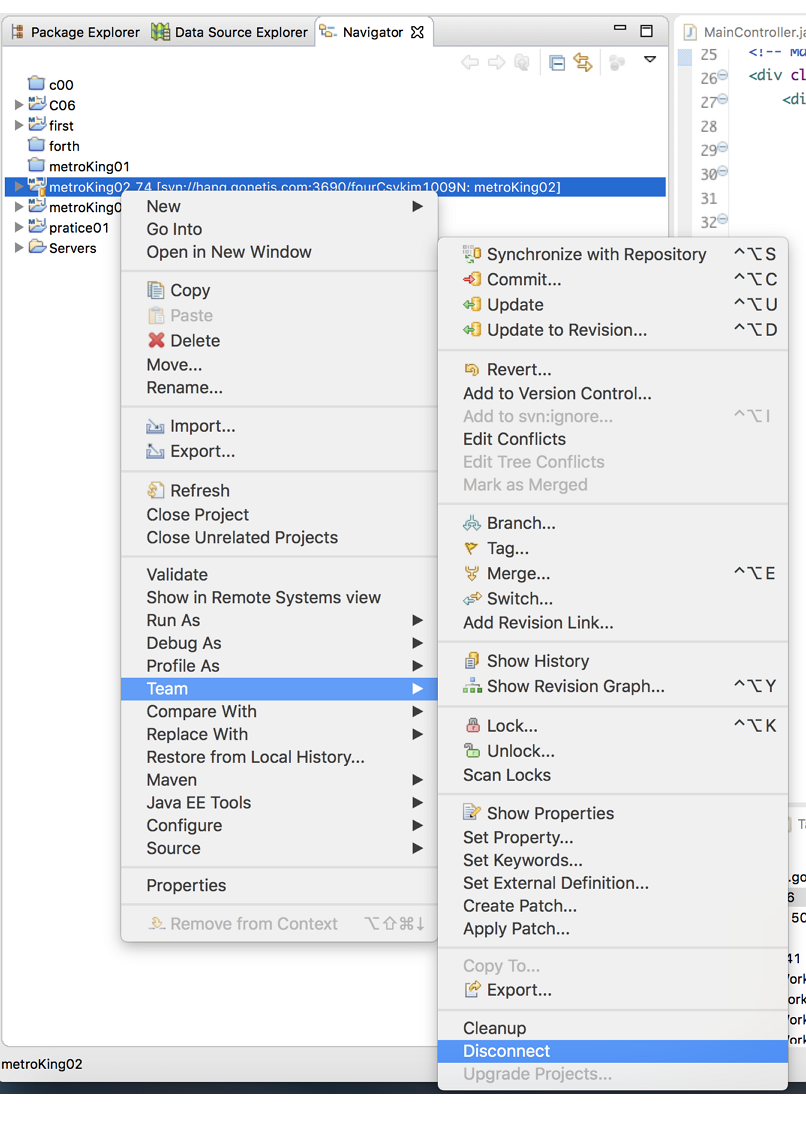 Package Explorer Data Source Explorer Navigator
MainController.ja
c00
C06
first
forth
metroKing01
metroKing02 74 [svn://hang.gonetis.com:3690/fourCsykim1009N: metroKing02]
metroKing0
pratice01
Servers
25 <!-- Ma
26 <div cl
27 <di
28
29
30
31
32
New
Go Into
Open in New Window
Copy
Paste
Delete
Move...
Rename...
Import...
Export...
Refresh
Close Project
Close Unrelated Projects
Validate
Show in Remote Systems view
Run As
Debug As
Profile As
Team
Compare With
Replace With
Restore from Local History...
Maven
Java EE Tools
Configure
Source
Properties
Remove from Context ⌥⇧⌘↓
Synchronize with Repository ^⌥S
Commit... ^⌥C
Update ^⌥U
Update to Revision... ^⌥D
Revert...
Add to Version Control...
Add to svn:ignore... ^⌥I
Edit Conflicts
Edit Tree Conflicts
Mark as Merged
Branch...
Tag...
Merge... ^⌥E
Switch...
Add Revision Link...
Show History
Show Revision Graph... ^⌥Y
Lock... ^⌥K
Unlock...
Scan Locks
Show Properties
Set Property...
Set Keywords...
Set External Definition...
Create Patch...
Apply Patch...
Copy To...
Export...
Cleanup
Disconnect
Upgrade Projects...
.go
6
50
41
ork
ork
ork
metroKing02